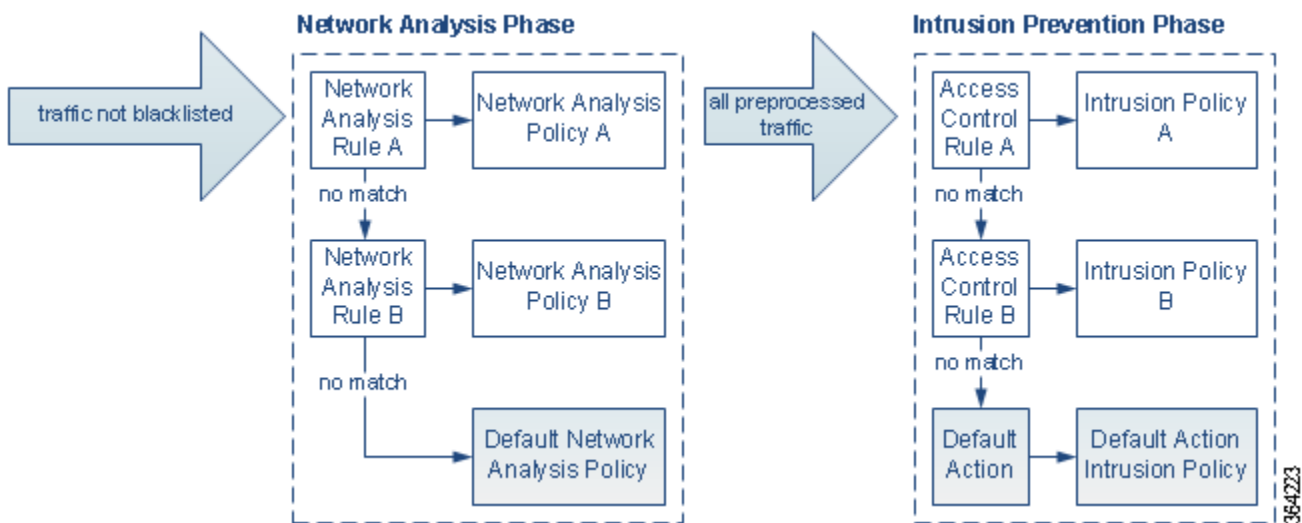 Network Analysis Phase
traffic not blacklisted
Network
Analysis
Rule A
Network Analysis
Policy A
no match
Network
Analysis
Rule B
Network Analysis
Policy B
no match
Default Network
Analysis Policy
all preprocessed
traffic
Intrusion Prevention Phase
Access
Control
Rule A
Intrusion Policy
A
no match
Access
Control
Rule B
Intrusion Policy
B
no match
Default
Action
Default Action
Intrusion Policy
364223